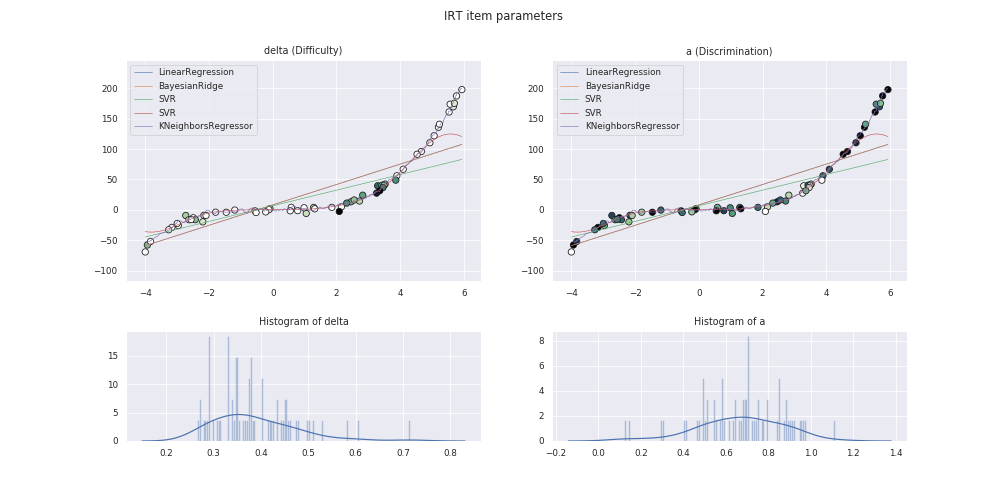 IRT item parameters
delta (Difficulty)
LinearRegression
BayesianRidge
SVR
SVR
KNeighborsRegressor
200
150
100
50
0
−50
−100
−4 −2 0 2 4 6
a (Discrimination)
LinearRegression
BayesianRidge
SVR
SVR
KNeighborsRegressor
200
150
100
50
0
−50
−100
−4 −2 0 2 4 6
Histogram of delta
15
10
5
0
0.2 0.3 0.4 0.5 0.6 0.7 0.8
Histogram of a
8
6
4
2
0
−0.2 0.0 0.2 0.4 0.6 0.8 1.0 1.2 1.4